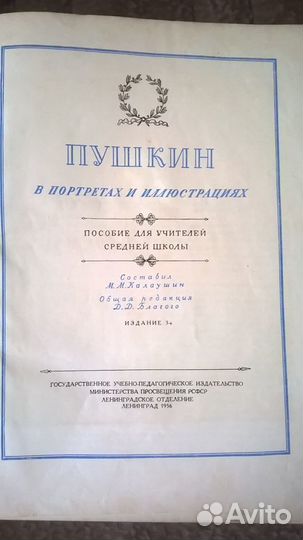 ПУШКИН
В ПОРТРЕТАХ И ИЛЛЮСТРАЦИЯХ
ПОСОБИЕ ДЛЯ УЧИТЕЛЕЙ
СРЕДНЕЙ ШКОЛЫ
Составил
М.М.Калаушин
Общая редакция
Д.Д.Благого
ИЗДАНИЕ 3-е
ГОСУДАРСТВЕННОЕ УЧЕБНО-ПЕДАГОГИЧЕСКОЕ ИЗДАТЕЛЬСТВО
МИНИСТЕРСТВА ПРОСВЕЩЕНИЯ РСФСР
ЛЕНИНГРАДСКОЕ ОТДЕЛЕНИЕ
ЛЕНИНГРАД 1956
Avito